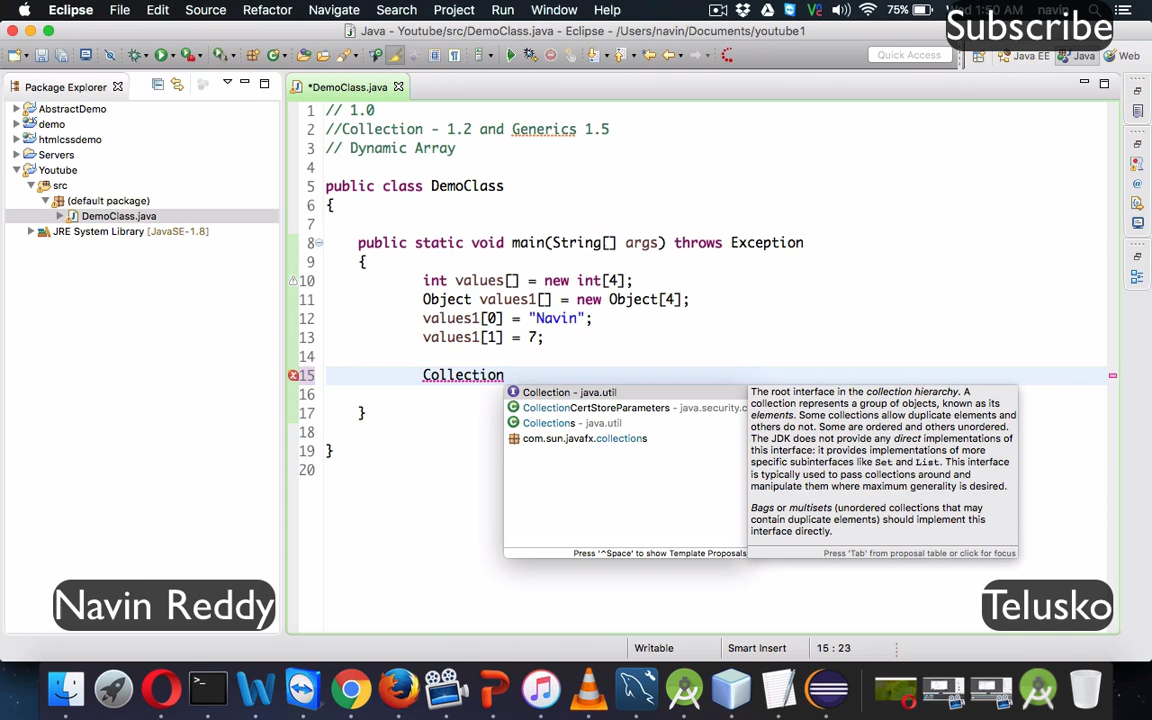 Eclipse File Edit Source Refactor Navigate Search Project Run Window Help 75% Wed 1:50 AM navin
Subscribe
Java - Youtube/src/DemoClass.java - Eclipse - /Users/navin/Documents/youtube1
Quick Access Java EE Java Web
Package Explorer
*DemoClass.java
AbstractDemo
demo
htmlcssdemo
Servers
Youtube
src
(default package)
DemoClass.java
JRE System Library [JavaSE-1.8]
1 // 1.0
2 //Collection - 1.2 and Generics 1.5
3 // Dynamic Array
4
5 public class DemoClass
6 {
7
8 public static void main(String[] args) throws Exception
9 {
10 int values[] = new int[4];
11 Object values1[] = new Object[4];
12 values1[0] = "Navin";
13 values1[1] = 7;
14
15 Collection
16
17 }
18
19 }
20
Collection - java.util
CollectionCertStoreParameters - java.security.c
Collections - java.util
com.sun.javafx.collections
Press '^Space' to show Template Proposals
The root interface in the collection hierarchy. A
collection represents a group of objects, known as its
elements. Some collections allow duplicate elements and
others do not. Some are ordered and others unordered.
The JDK does not provide any direct implementations of
this interface: it provides implementations of more
specific subinterfaces like Set and List. This interface
is typically used to pass collections around and
manipulate them where maximum generality is desired.
Bags or multisets (unordered collections that may
contain duplicate elements) should implement this
interface directly.
Press 'Tab' from proposal table or click for focus
Navin Reddy
Telusko
Writable Smart Insert 15 : 23